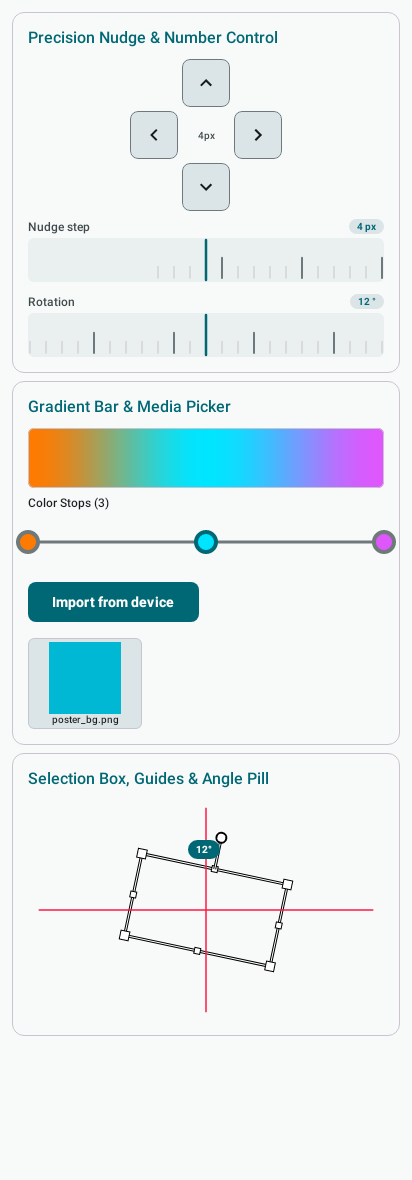 Precision Nudge & Number Control
4px
Nudge step
4 px
Rotation
12 °
Gradient Bar & Media Picker
Color Stops (3)
Import from device
poster_bg.png
Selection Box, Guides & Angle Pill
12°